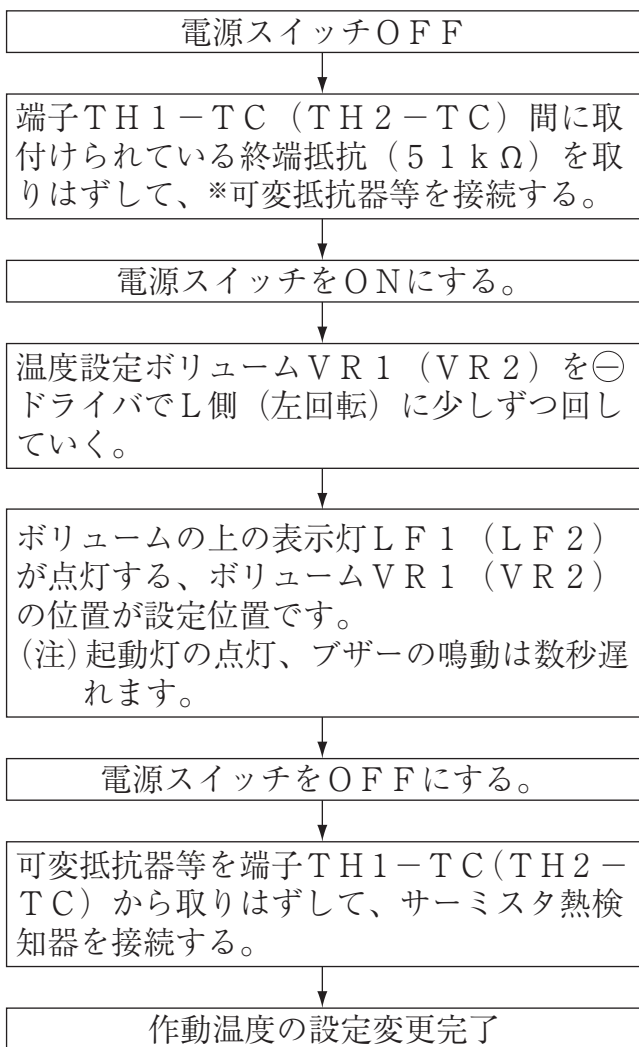 電源スイッチＯＦＦ
端子ＴＨ１－ＴＣ（ＴＨ２－ＴＣ）間に取
付けられている終端抵抗（５１ｋΩ）を取
りはずして、※可変抵抗器等を接続する。
電源スイッチをＯＮにする。
温度設定ボリュームＶＲ１（ＶＲ２）を㊀
ドライバでＬ側（左回転）に少しずつ回し
ていく。
ボリュームの上の表示灯ＬＦ１（ＬＦ２）
が点灯する、ボリュームＶＲ１（ＶＲ２）
の位置が設定位置です。
（注）起動灯の点灯、ブザーの鳴動は数秒遅
れます。
電源スイッチをＯＦＦにする。
可変抵抗器等を端子ＴＨ１－ＴＣ（ＴＨ２－
ＴＣ）から取りはずして、サーミスタ熱検
知器を接続する。
作動温度の設定変更完了